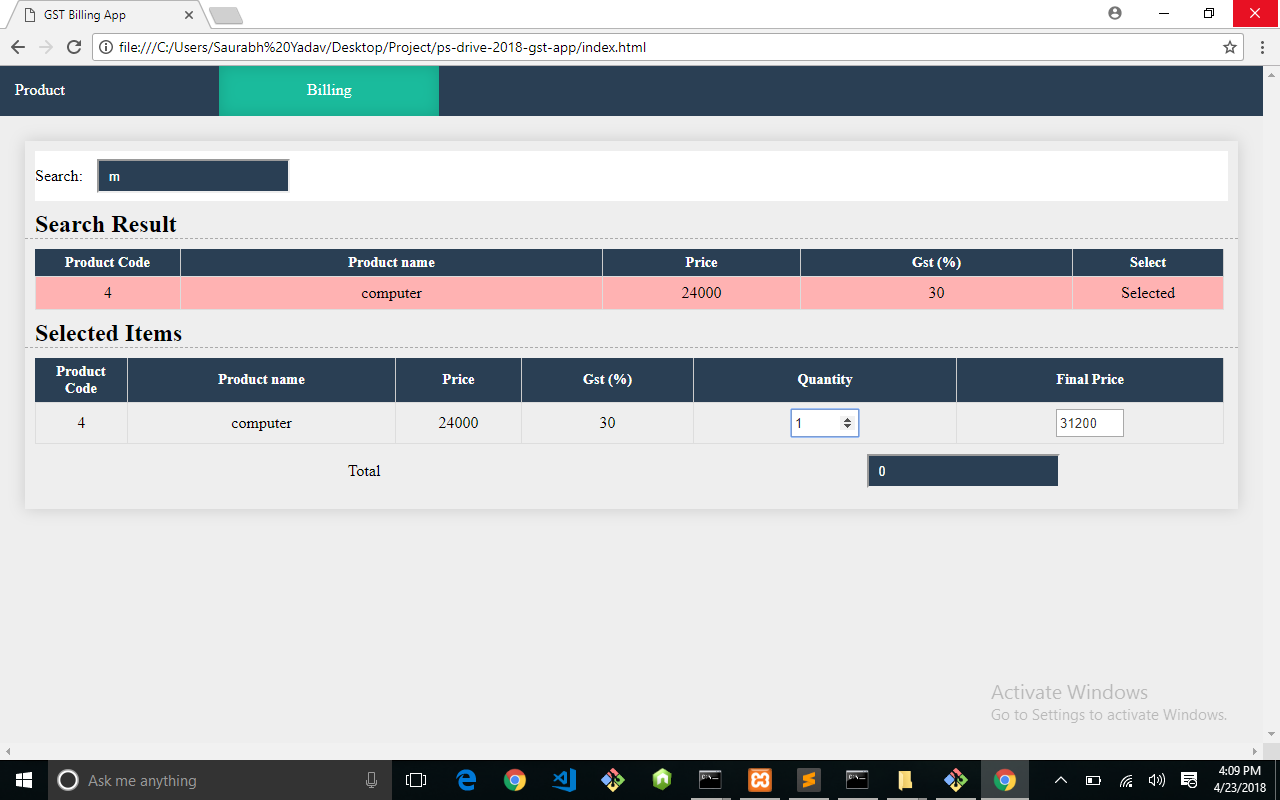 GST Billing App
file:///C:/Users/Saurabh%20Yadav/Desktop/Project/ps-drive-2018-gst-app/index.html
Product Billing
Search: m
Search Result
Product Code Product name Price Gst (%) Select
4 computer 24000 30 Selected
Selected Items
Product Code Product name Price Gst (%) Quantity Final Price
4 computer 24000 30 1 31200
Total 0
Activate Windows
Go to Settings to activate Windows.
Ask me anything
4:09 PM
4/23/2018